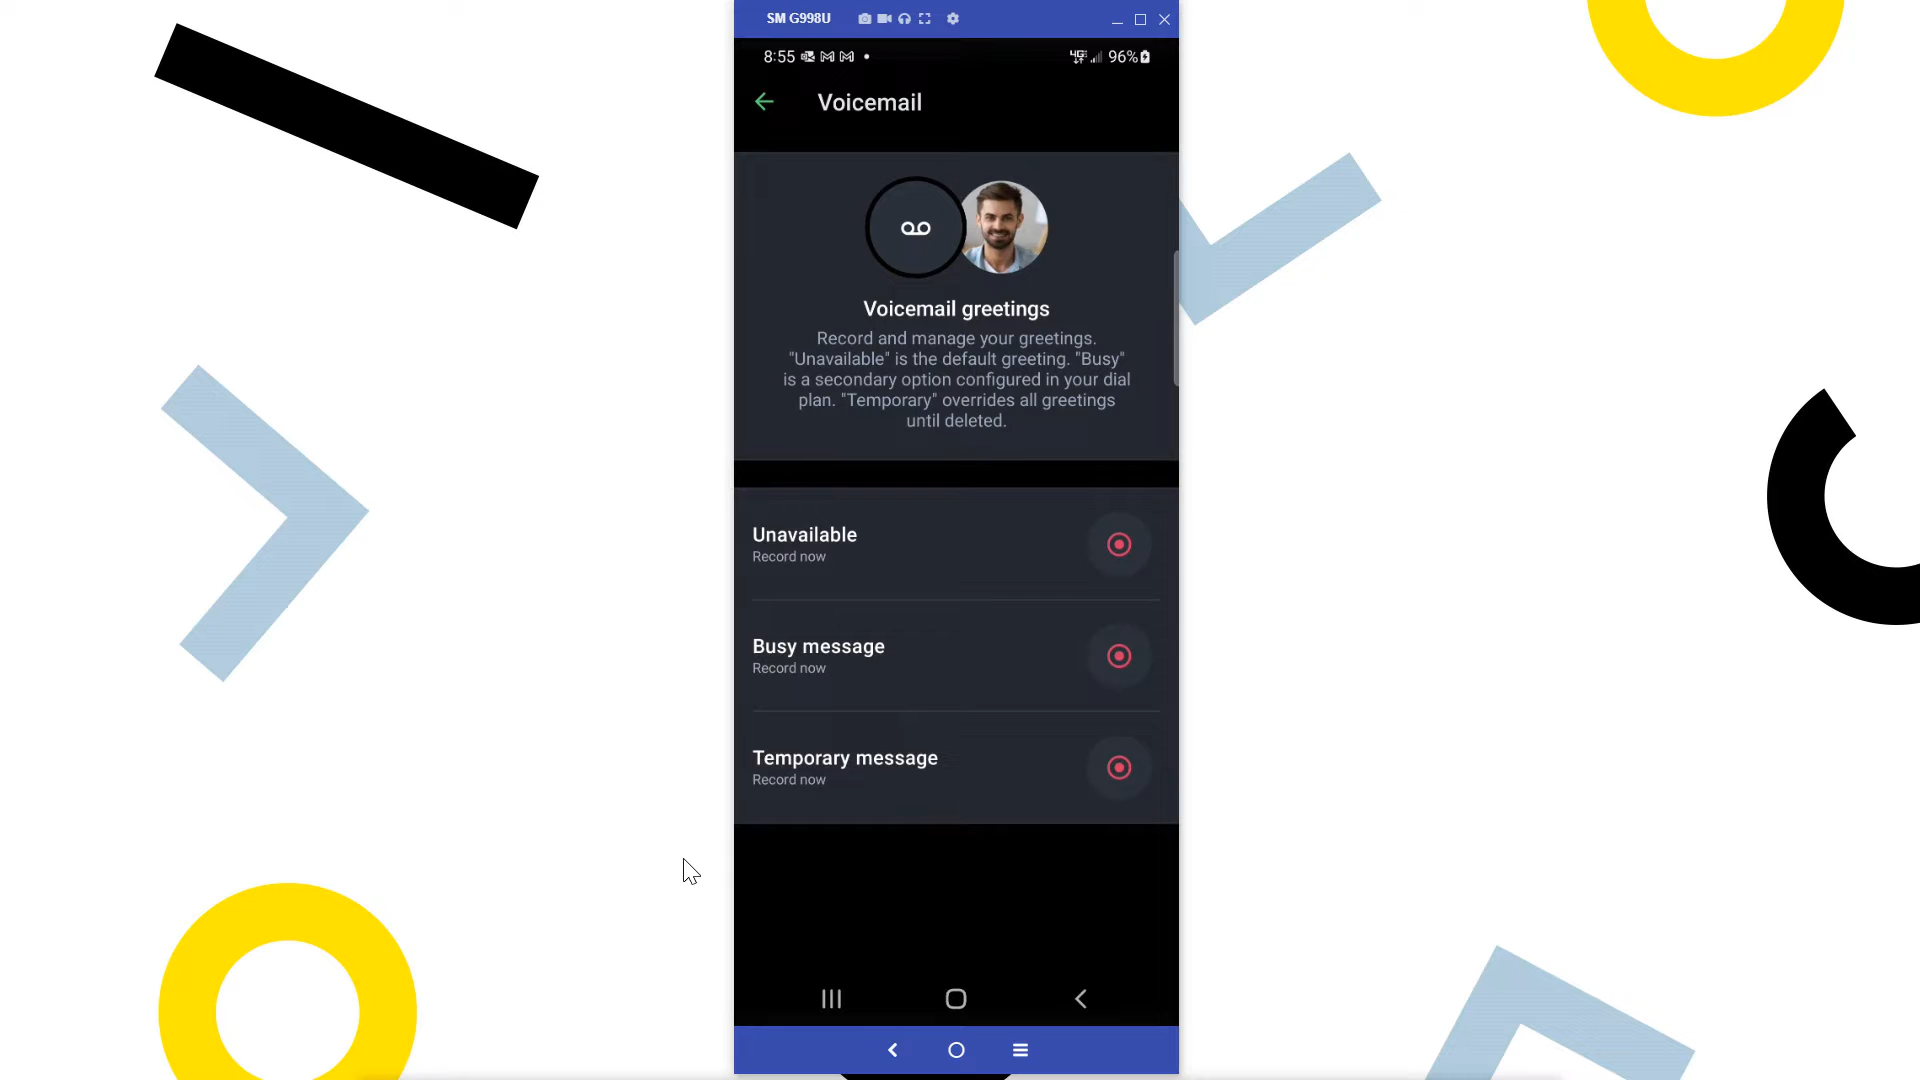 SM G998U
8:55
4G 96%
Voicemail
Voicemail greetings
Record and manage your greetings.
"Unavailable" is the default greeting. "Busy"
is a secondary option configured in your dial
plan. "Temporary" overrides all greetings
until deleted.
Unavailable
Record now
Busy message
Record now
Temporary message
Record now